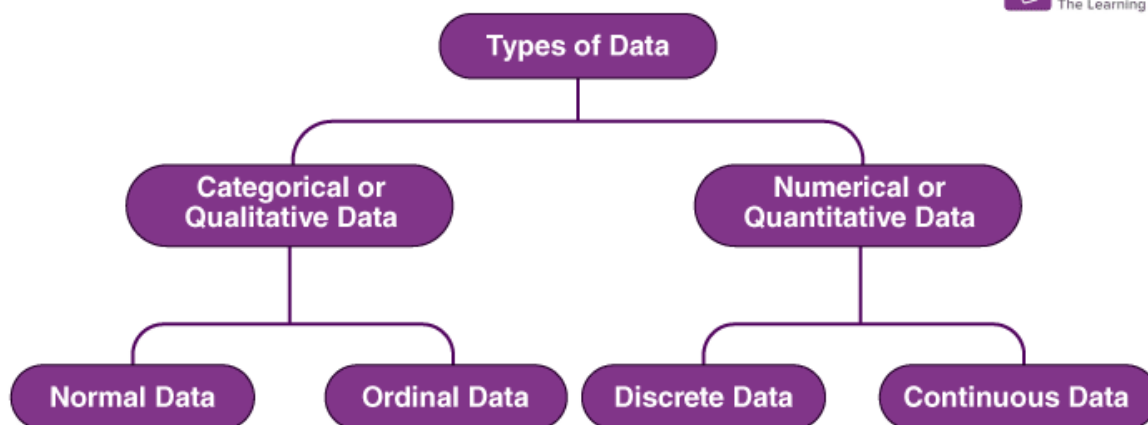 The Learning
Types of Data
Categorical or
Qualitative Data
Numerical or
Quantitative Data
Normal Data
Ordinal Data
Discrete Data
Continuous Data